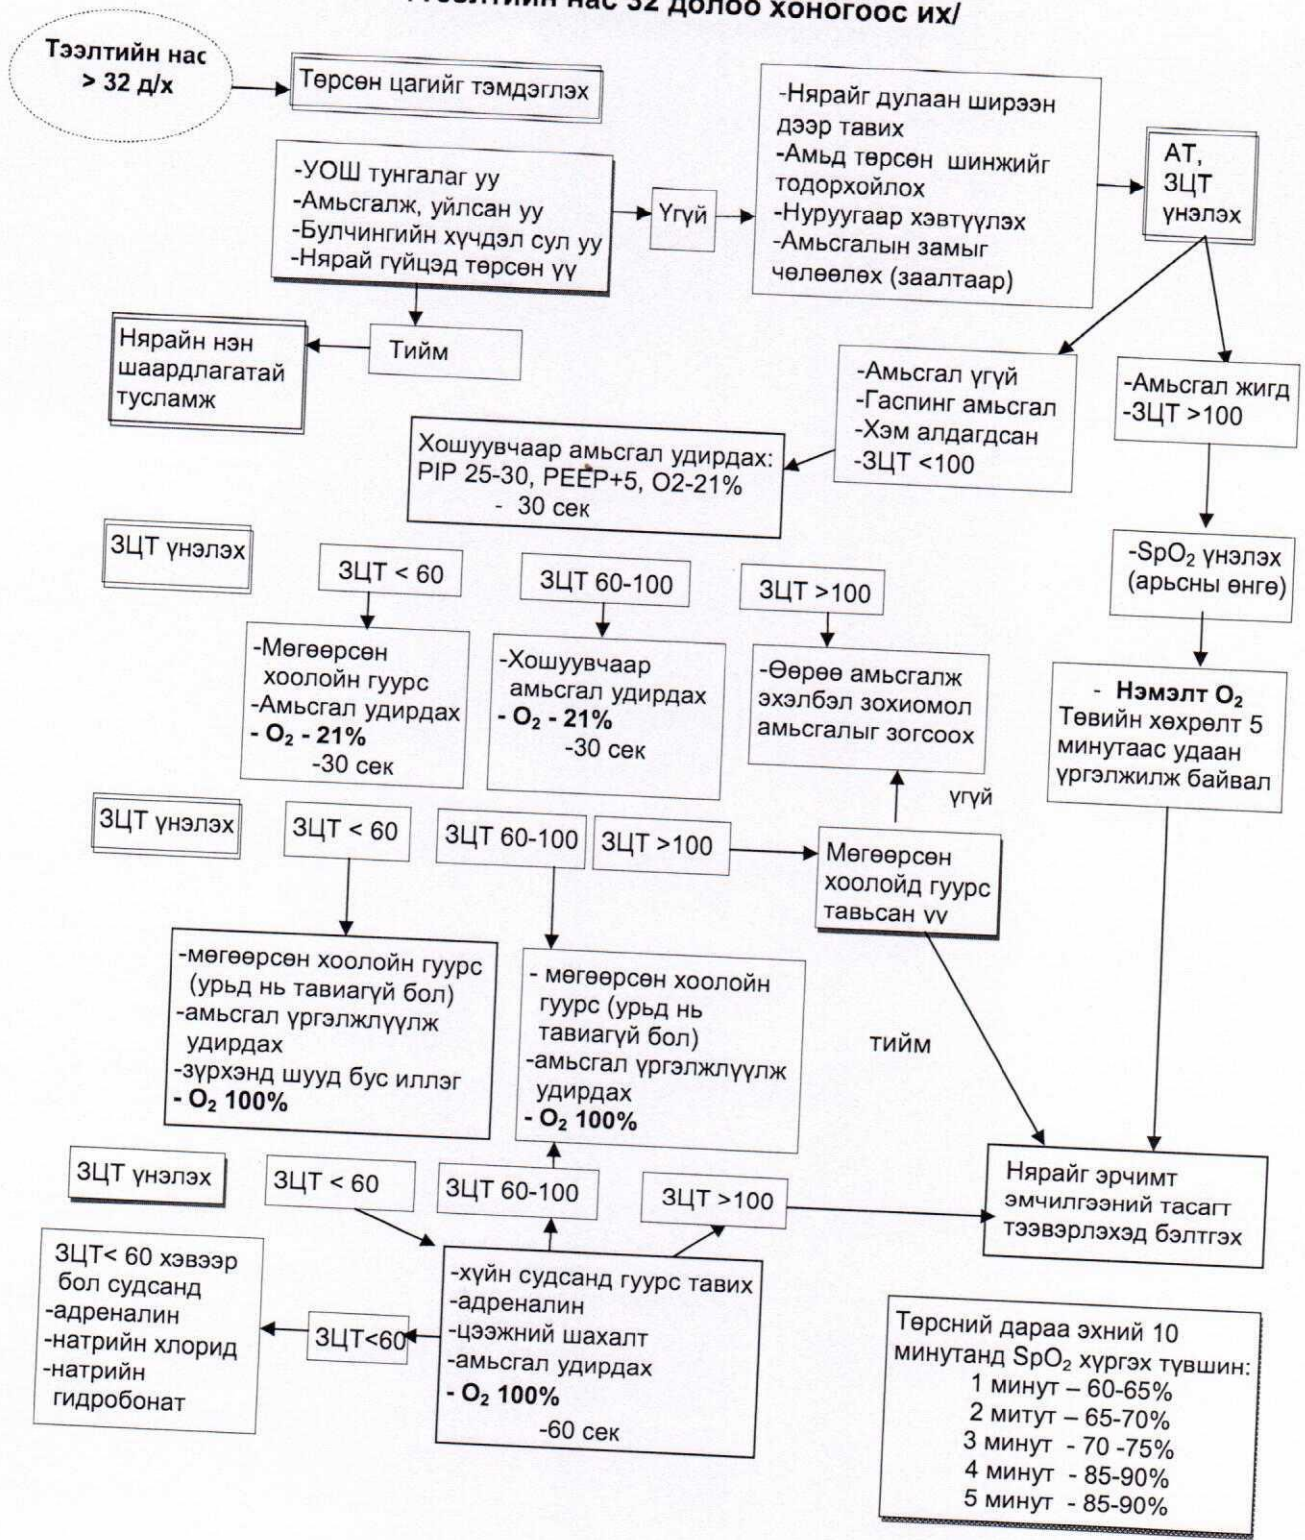 нас 32 долоо хоногоос их/
Тээлтийн нас
> 32 д/х
Төрсөн цагийг тэмдэглэх
-УОШ тунгалаг уу
-Амьсгалж, уйлсан уу
-Булчингийн хүчдэл сул уу
-Нярай гүйцэд төрсөн үү
Үгүй
-Нярайг дулаан ширээн
дээр тавих
-Амьд төрсөн шинжийг
тодорхойлох
-Нуруугаар хэвтүүлэх
-Амьсгалын замыг
чөлөөлөх (заалтаар)
АТ,
ЗЦТ
үнэлэх
Тийм
Нярайн нэн
шаардлагатай
тусламж
-Амьсгал үгүй
-Гаспинг амьсгал
-Хэм алдагдсан
-ЗЦТ <100
-Амьсгал жигд
-ЗЦТ >100
Хошуувчаар амьсгал удирдах:
PIP 25-30, PEEP+5, O2-21%
- 30 сек
-SpO₂ үнэлэх
(арьсны өнгө)
ЗЦТ үнэлэх
ЗЦТ < 60
ЗЦТ 60-100
ЗЦТ >100
-Мөгөөрсөн
хоолойн гуурс
-Амьсгал удирдах
- O₂ - 21%
-30 сек
-Хошуувчаар
амьсгал удирдах
- O₂ - 21%
-30 сек
-Өөрөө амьсгалж
эхэлбэл зохиомол
амьсгалыг зогсоох
- Нэмэлт O₂
Төвийн хөхрөлт 5
минутаас удаан
үргэлжилж байвал
үгүй
ЗЦТ үнэлэх
ЗЦТ < 60
ЗЦТ 60-100
ЗЦТ >100
Мөгөөрсөн
хоолойд гуурс
тавьсан vv
-мөгөөрсөн хоолойн гуурс
(урьд нь тавиагүй бол)
-амьсгал үргэлжлүүлж
удирдах
-зүрхэнд шууд бус иллэг
- O₂ 100%
- мөгөөрсөн хоолойн
гуурс (урьд нь
тавиагүй бол)
-амьсгал үргэлжлүүлж
удирдах
- O₂ 100%
тийм
ЗЦТ үнэлэх
ЗЦТ < 60
ЗЦТ 60-100
ЗЦТ >100
Нярайг эрчимт
эмчилгээний тасагт
тээвэрлэхэд бэлтгэх
ЗЦТ< 60 хэвээр
бол судсанд
-адреналин
-натрийн хлорид
-натрийн
гидробонат
ЗЦТ<60
-хүйн судсанд гуурс тавих
-адреналин
-цээжний шахалт
-амьсгал удирдах
- O₂ 100%
-60 сек
Төрсний дараа эхний 10
минутанд SpO₂ хүргэх түвшин:
1 минут – 60-65%
2 митут – 65-70%
3 минут - 70 -75%
4 минут - 85-90%
5 минут - 85-90%